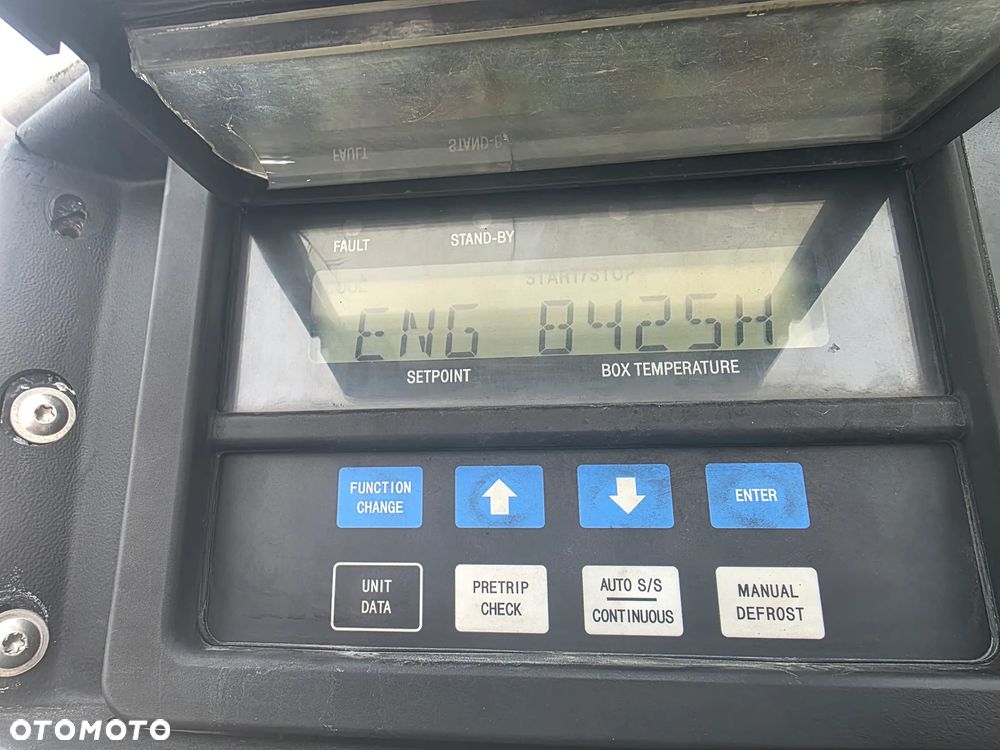 FAULT STAND-BY
FAULT STAND-BY
START/STOP
ENG 8425H
SETPOINT BOX TEMPERATURE
FUNCTION
CHANGE
ENTER
UNIT
DATA
PRETRIP
CHECK
AUTO S/S
CONTINUOUS
MANUAL
DEFROST
OTOMOTO